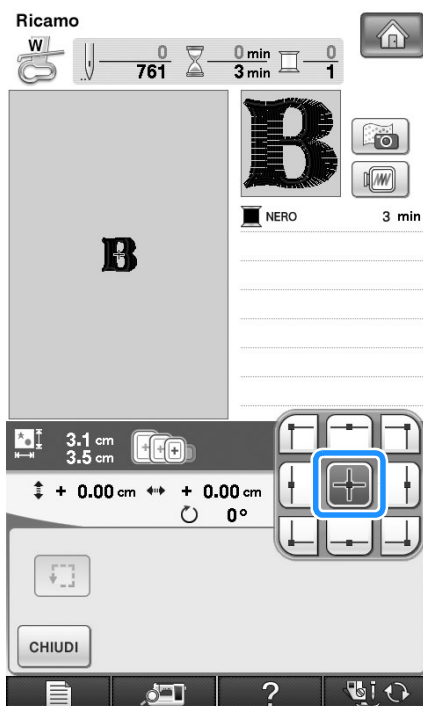 Ricamo
W
0
761
0 min
3 min
0
1
B
NERO 3 min
B
3.1 cm
3.5 cm
+ 0.00 cm + 0.00 cm
0°
CHIUDI
?